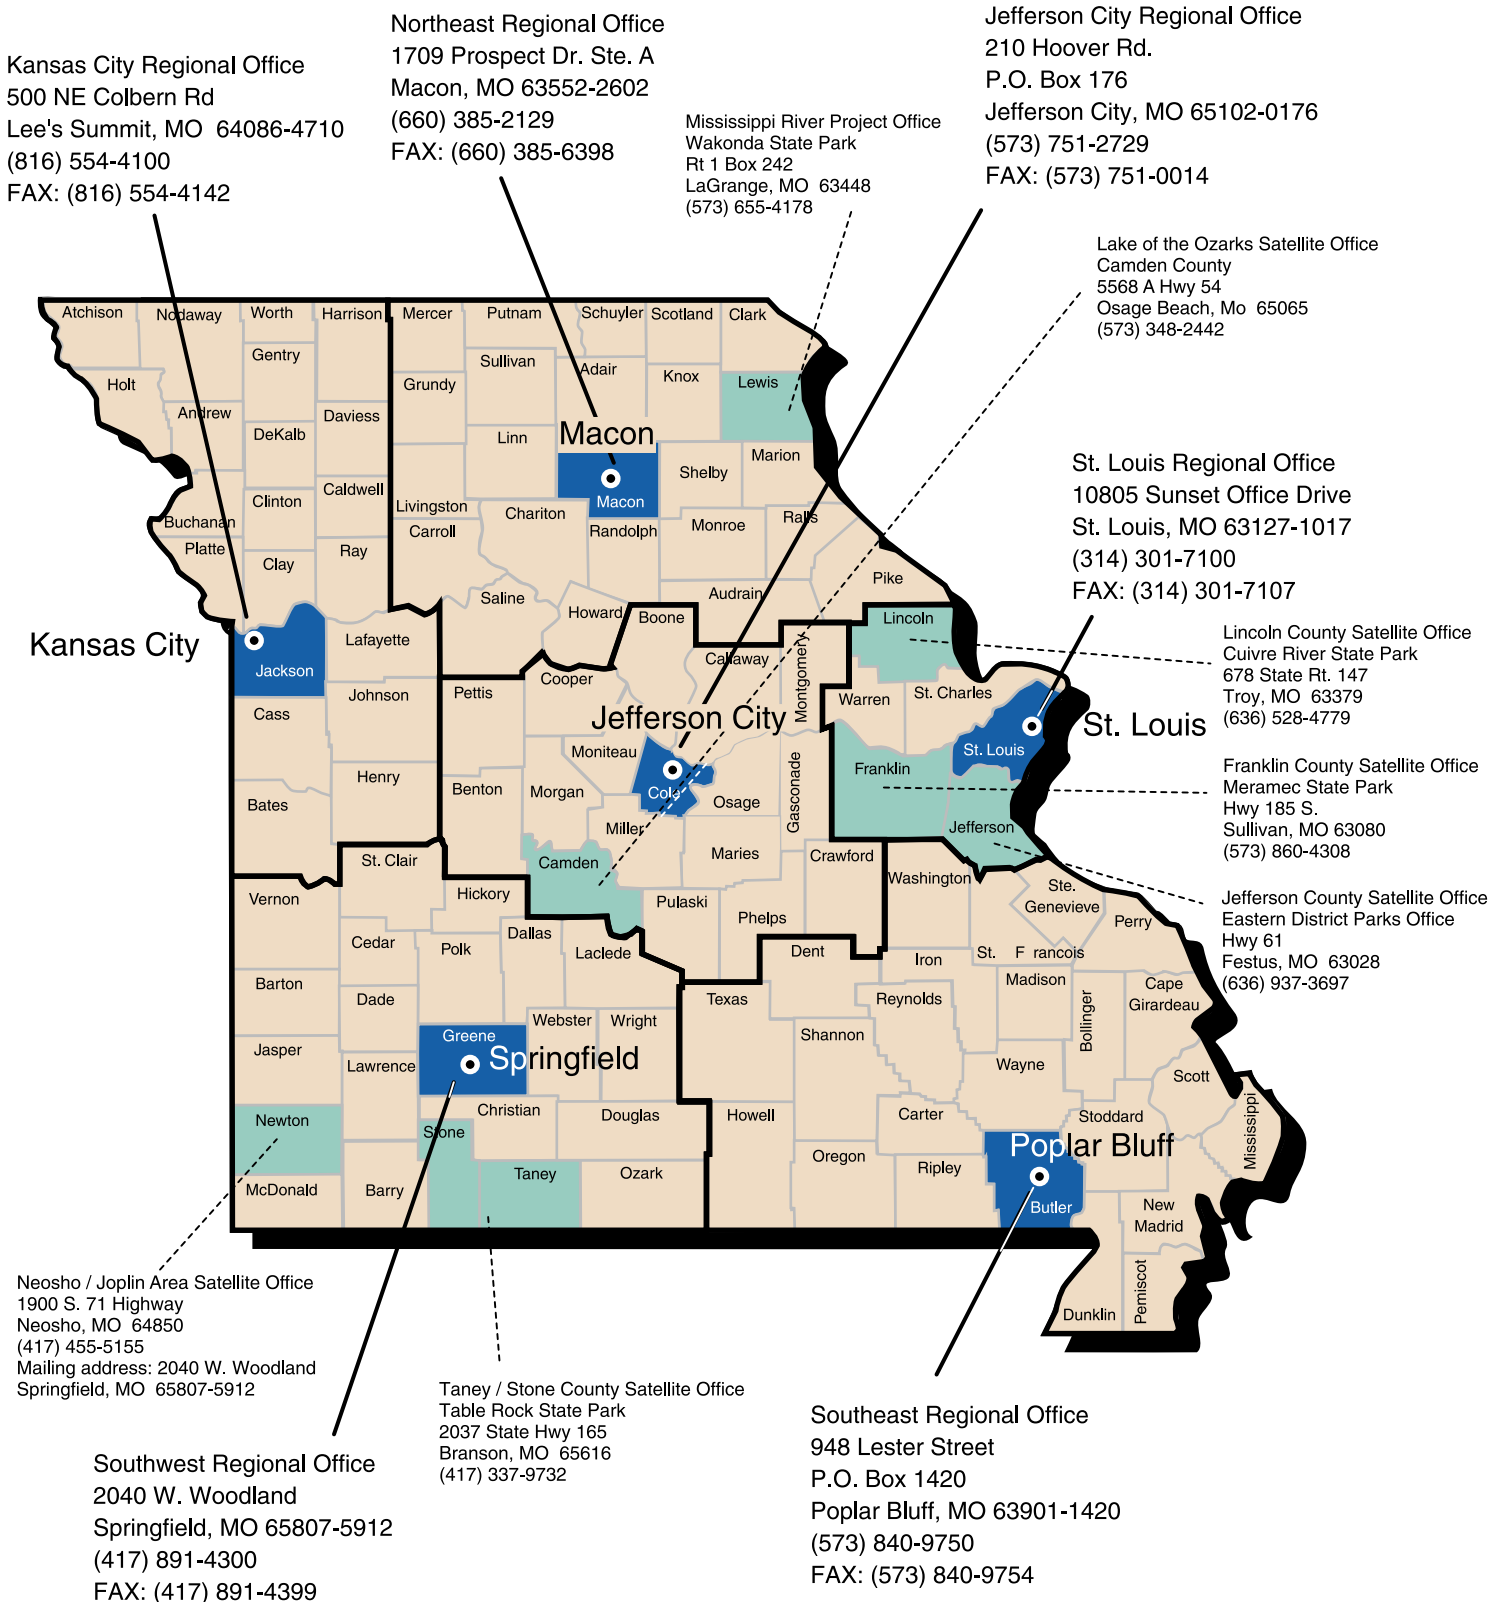 Kansas City Regional Office
500 NE Colbern Rd
Lee's Summit, MO 64086-4710
(816) 554-4100
FAX: (816) 554-4142
Northeast Regional Office
1709 Prospect Dr. Ste. A
Macon, MO 63552-2602
(660) 385-2129
FAX: (660) 385-6398
Mississippi River Project Office
Wakonda State Park
Rt 1 Box 242
LaGrange, MO 63448
(573) 655-4178
Jefferson City Regional Office
210 Hoover Rd.
P.O. Box 176
Jefferson City, MO 65102-0176
(573) 751-2729
FAX: (573) 751-0014
Lake of the Ozarks Satellite Office
Camden County
5568 A Hwy 54
Osage Beach, Mo 65065
(573) 348-2442
St. Louis Regional Office
10805 Sunset Office Drive
St. Louis, MO 63127-1017
(314) 301-7100
FAX: (314) 301-7107
Lincoln County Satellite Office
Cuivre River State Park
678 State Rt. 147
Troy, MO 63379
(636) 528-4779
Franklin County Satellite Office
Meramec State Park
Hwy 185 S.
Sullivan, MO 63080
(573) 860-4308
Jefferson County Satellite Office
Eastern District Parks Office
Hwy 61
Festus, MO 63028
(636) 937-3697
Atchison
Nodaway
Worth
Harrison
Mercer
Putnam
Schuyler
Scotland
Clark
Gentry
Sullivan
Adair
Knox
Lewis
Holt
Grundy
Andrew
Daviess
DeKalb
Linn
Macon
Macon
Shelby
Marion
Clinton
Caldwell
Livingston
Chariton
Buchanan
Carroll
Randolph
Monroe
Ralls
Platte
Clay
Ray
Pike
Audrain
Saline
Howard
Boone
Lincoln
Kansas City
Jackson
Lafayette
Callaway
Montgomery
Cooper
Pettis
Johnson
Warren
St. Charles
Cass
Jefferson City
St. Louis
St. Louis
Moniteau
Henry
Benton
Morgan
Cole
Osage
Gasconade
Franklin
Bates
Miller
Jefferson
St. Clair
Camden
Maries
Crawford
Washington
Ste.
Genevieve
Vernon
Hickory
Pulaski
Phelps
Perry
Cedar
Polk
Dallas
Laclede
Dent
Iron
St. F rancois
Barton
Dade
Texas
Reynolds
Madison
Bollinger
Cape
Girardeau
Webster
Wright
Greene
Springfield
Shannon
Jasper
Lawrence
Wayne
Scott
Newton
Christian
Douglas
Howell
Carter
Stoddard
Mississippi
Stone
Poplar Bluff
Oregon
Ripley
McDonald
Barry
Taney
Ozark
Butler
New
Madrid
Dunklin
Pemiscot
Neosho / Joplin Area Satellite Office
1900 S. 71 Highway
Neosho, MO 64850
(417) 455-5155
Mailing address: 2040 W. Woodland
Springfield, MO 65807-5912
Taney / Stone County Satellite Office
Table Rock State Park
2037 State Hwy 165
Branson, MO 65616
(417) 337-9732
Southwest Regional Office
2040 W. Woodland
Springfield, MO 65807-5912
(417) 891-4300
FAX: (417) 891-4399
Southeast Regional Office
948 Lester Street
P.O. Box 1420
Poplar Bluff, MO 63901-1420
(573) 840-9750
FAX: (573) 840-9754